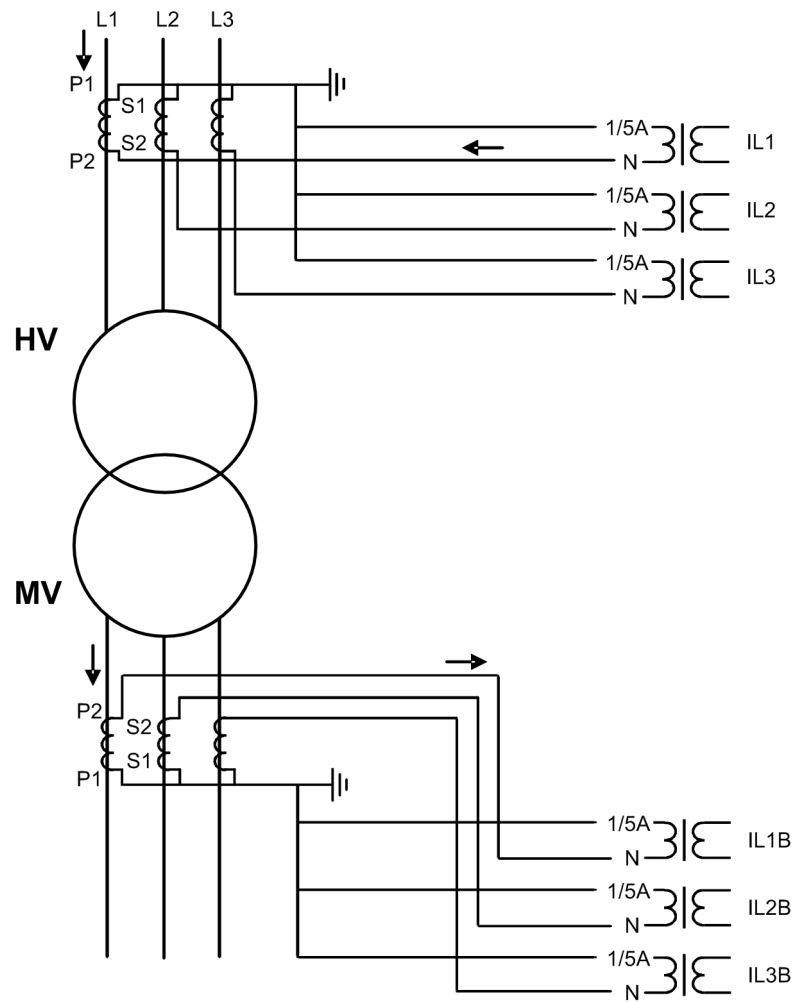 L1 L2 L3
P1
S1
S2
P2
1/5A
N
IL1
1/5A
N
IL2
1/5A
N
IL3
HV
MV
P2
S2
S1
P1
1/5A
N
IL1B
1/5A
N
IL2B
1/5A
N
IL3B